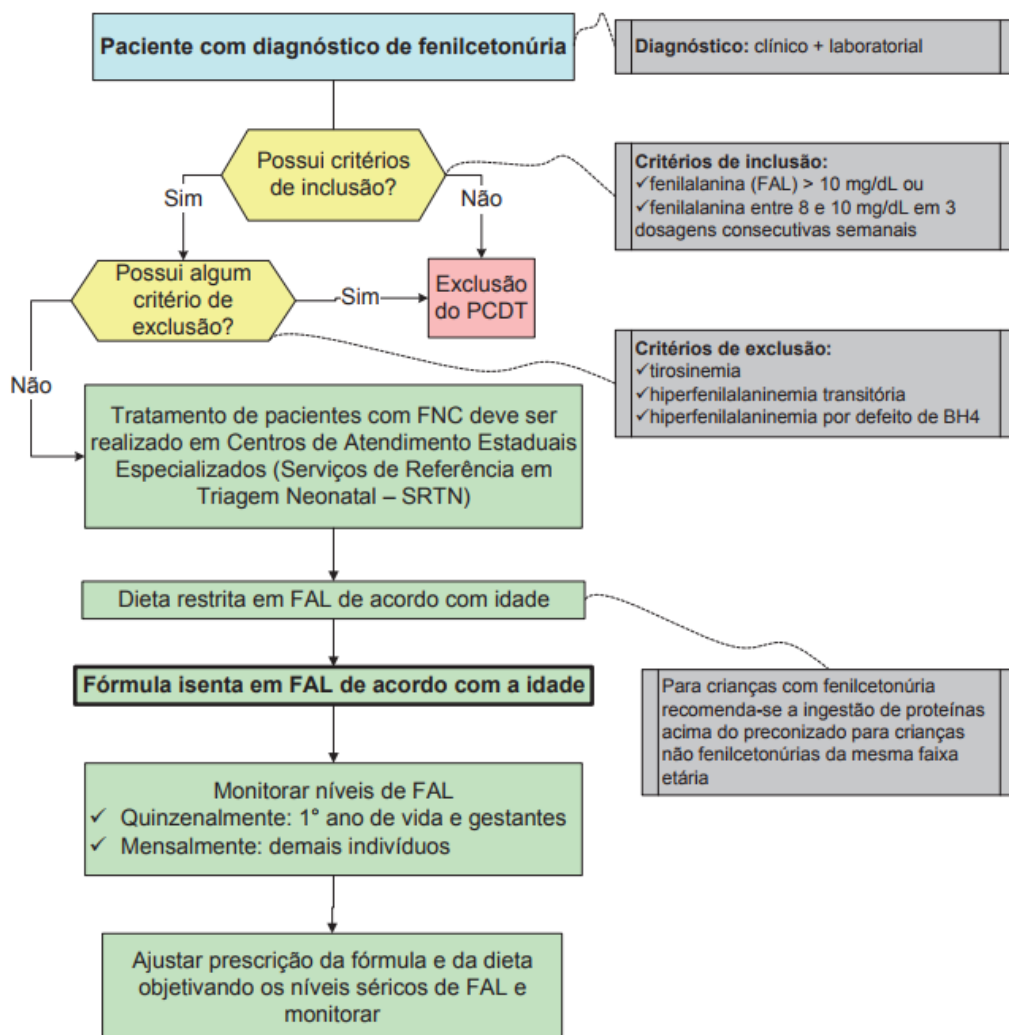 Paciente com diagnóstico de fenilcetonúria
Diagnóstico: clínico + laboratorial
Possui critérios
de inclusão?
Sim
Não
Critérios de inclusão:
✓fenilalanina (FAL) > 10 mg/dL ou
✓fenilalanina entre 8 e 10 mg/dL em 3
dosagens consecutivas semanais
Possui algum
critério de
exclusão?
Sim
Exclusão
do PCDT
Não
Critérios de exclusão:
✓tirosinemia
✓hiperfenilalaninemia transitória
✓hiperfenilalaninemia por defeito de BH4
Tratamento de pacientes com FNC deve ser
realizado em Centros de Atendimento Estaduais
Especializados (Serviços de Referência em
Triagem Neonatal – SRTN)
Dieta restrita em FAL de acordo com idade
Fórmula isenta em FAL de acordo com a idade
Para crianças com fenilcetonúria
recomenda-se a ingestão de proteínas
acima do preconizado para crianças
não fenilcetonúrias da mesma faixa
etária
Monitorar níveis de FAL
✓ Quinzenalmente: 1° ano de vida e gestantes
✓ Mensalmente: demais indivíduos
Ajustar prescrição da fórmula e da dieta
objetivando os níveis séricos de FAL e
monitorar